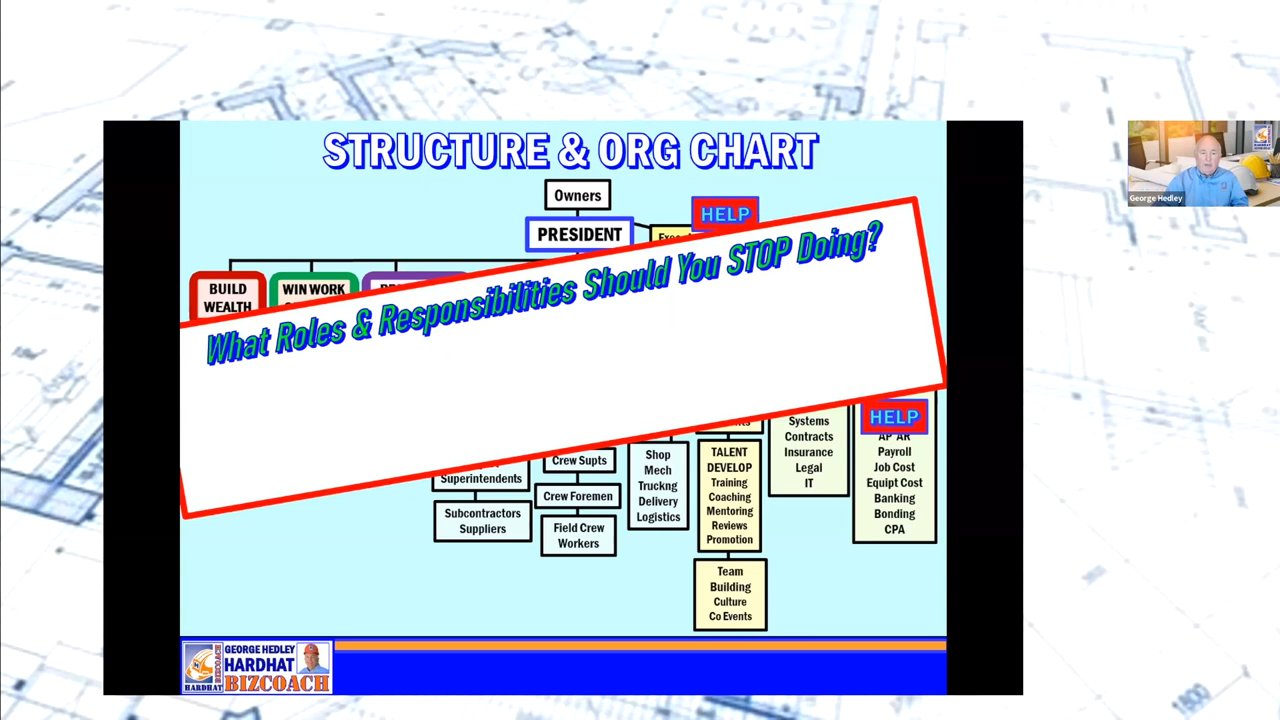 STRUCTURE & ORG CHART
Owners
HELP
PRESIDENT
What Roles & Responsibilities Should You STOP Doing?
BUILD
WEALTH
WIN WORK
Superintendents
Subcontractors
Suppliers
Crew Supts
Crew Foremen
Field Crew
Workers
Shop
Mech
Truckng
Delivery
Logistics
TALENT
DEVELOP
Training
Coaching
Mentoring
Reviews
Promotion
Team
Building
Culture
Co Events
Systems
Contracts
Insurance
Legal
IT
HELP
AP AR
Payroll
Job Cost
Equipt Cost
Banking
Bonding
CPA
GEORGE HEDLEY
HARDHAT
BIZCOACH
HARDHAT
BIZCOACH
George Hedley